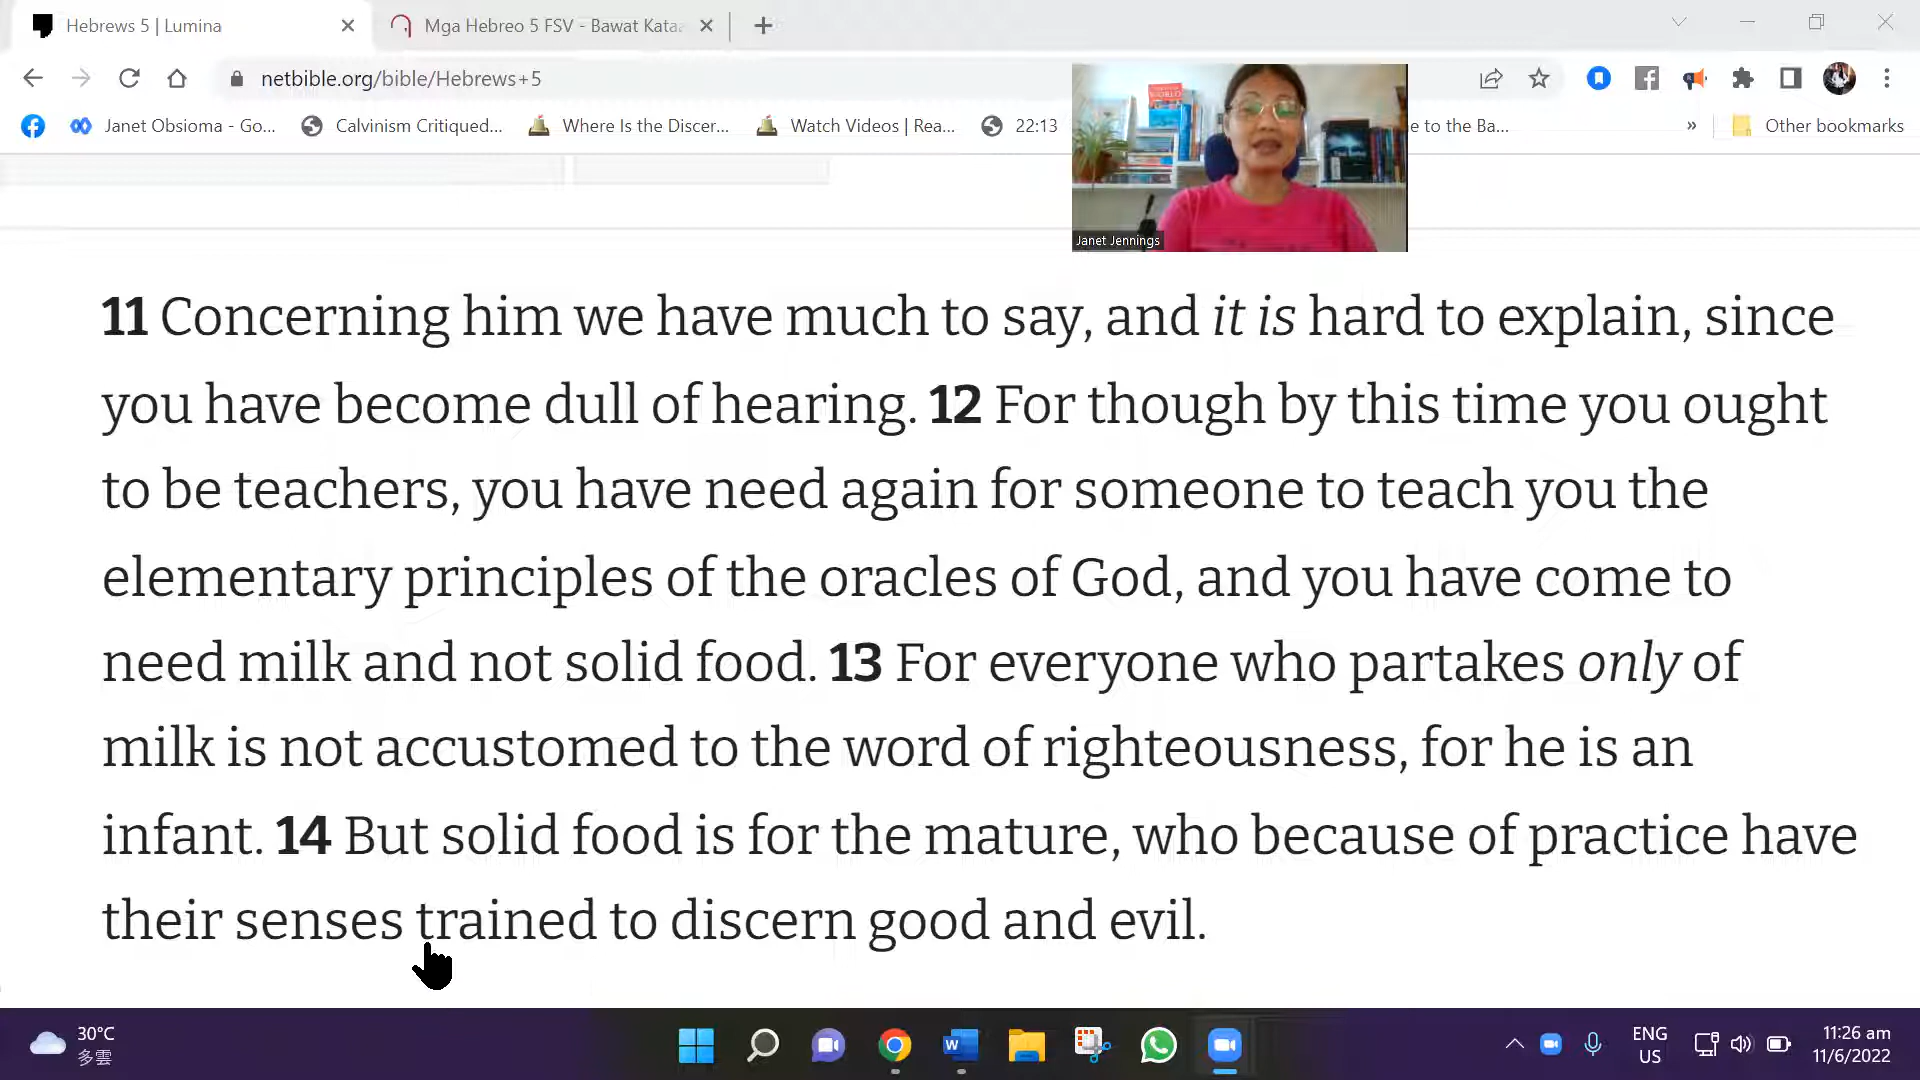 Hebrews 5 | Lumina
Mga Hebreo 5 FSV - Bawat Kata
netbible.org/bible/Hebrews+5
Janet Obsioma - Go...
Calvinism Critiqued...
Where Is the Discer...
Watch Videos | Rea...
22:13
e to the Ba...
»
Other bookmarks
WORLD
Janet Jennings
11 Concerning him we have much to say, and it is hard to explain, since
you have become dull of hearing. 12 For though by this time you ought
to be teachers, you have need again for someone to teach you the
elementary principles of the oracles of God, and you have come to
need milk and not solid food. 13 For everyone who partakes only of
milk is not accustomed to the word of righteousness, for he is an
infant. 14 But solid food is for the mature, who because of practice have
their senses trained to discern good and evil.
30°C
多雲
ENG
US
11:26 am
11/6/2022